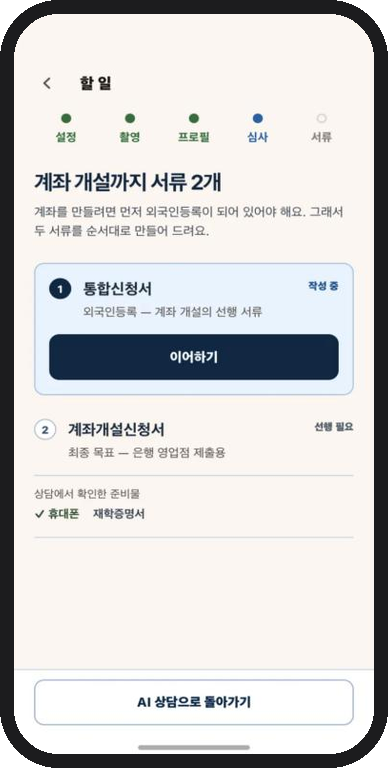 할 일
설정 촬영 프로필 심사 서류
계좌 개설까지 서류 2개
계좌를 만들려면 먼저 외국인등록이 되어 있어야 해요. 그래서
두 서류를 순서대로 만들어 드려요.
1 통합신청서 작성 중
외국인등록 — 계좌 개설의 선행 서류
이어하기
2 계좌개설신청서 선행 필요
최종 목표 — 은행 영업점 제출용
상담에서 확인한 준비물
✓ 휴대폰 재학증명서
AI 상담으로 돌아가기